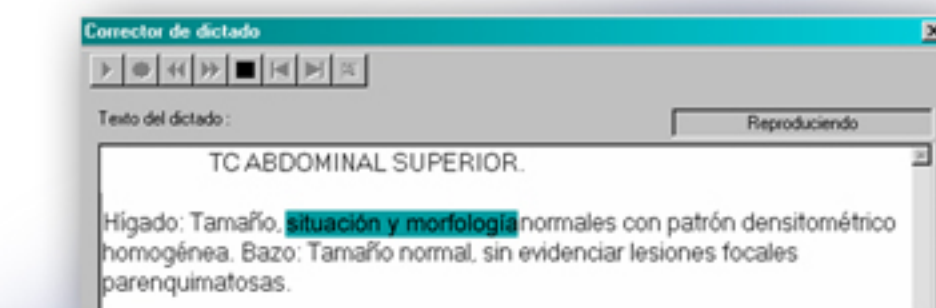 Corrector de dictado
Texto del dictado :
Reproduciendo
TC ABDOMINAL SUPERIOR.
Hígado: Tamaño, situación y morfología normales con patrón densitométrico
homogénea. Bazo: Tamaño normal, sin evidenciar lesiones focales
parenquimatosas.